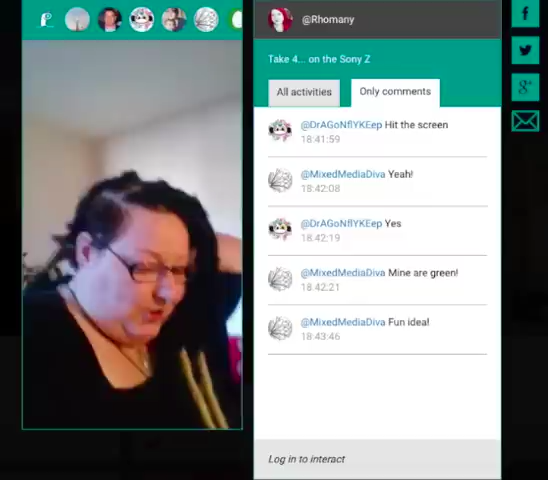 @Rhomany
Take 4... on the Sony Z
All activities
Only comments
@DrAGoNflYKEep Hit the screen
18:41:59
@MixedMediaDiva Yeah!
18:42:08
@DrAGoNflYKEep Yes
18:42:19
@MixedMediaDiva Mine are green!
18:42:21
@MixedMediaDiva Fun idea!
18:43:46
Log in to interact